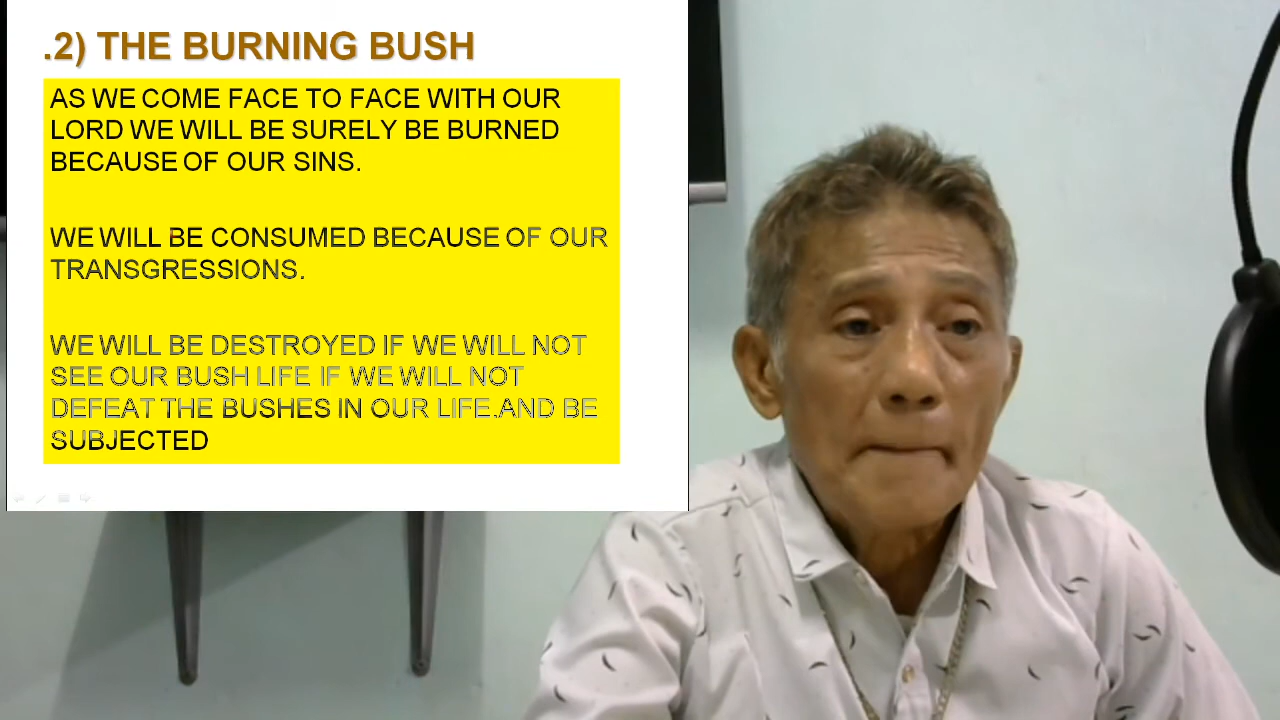 .2) THE BURNING BUSH
AS WE COME FACE TO FACE WITH OUR
LORD WE WILL BE SURELY BE BURNED
BECAUSE OF OUR SINS.
WE WILL BE CONSUMED BECAUSE OF OUR
TRANSGRESSIONS.
WE WILL BE DESTROYED IF WE WILL NOT
SEE OUR BUSH LIFE IF WE WILL NOT
DEFEAT THE BUSHES IN OUR LIFE.AND BE
SUBJECTED